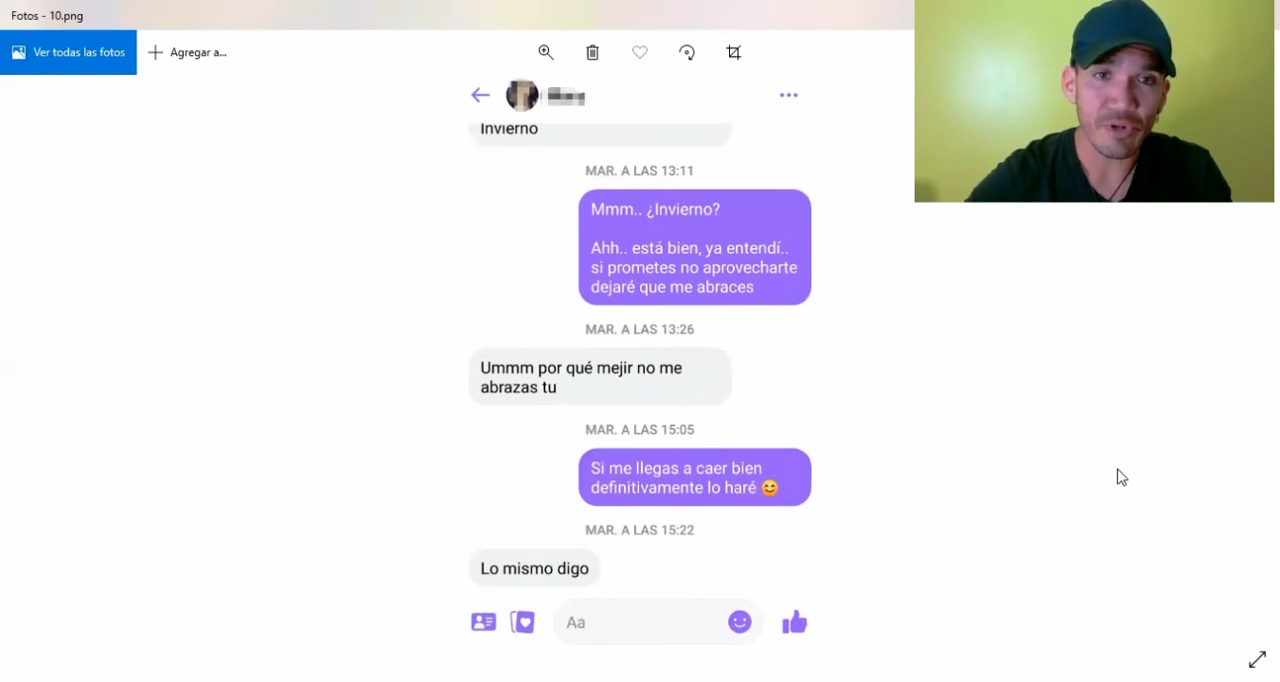 Fotos - 10.png
Ver todas las fotos
Agregar a...
Invierno
MAR. A LAS 13:11
Mmm.. ¿Invierno?
Ahh.. está bien, ya entendí..
si prometes no aprovecharte
dejaré que me abraces
MAR. A LAS 13:26
Ummm por qué mejir no me
abrazas tu
MAR. A LAS 15:05
Si me llegas a caer bien
definitivamente lo haré 😊
MAR. A LAS 15:22
Lo mismo digo
Aa